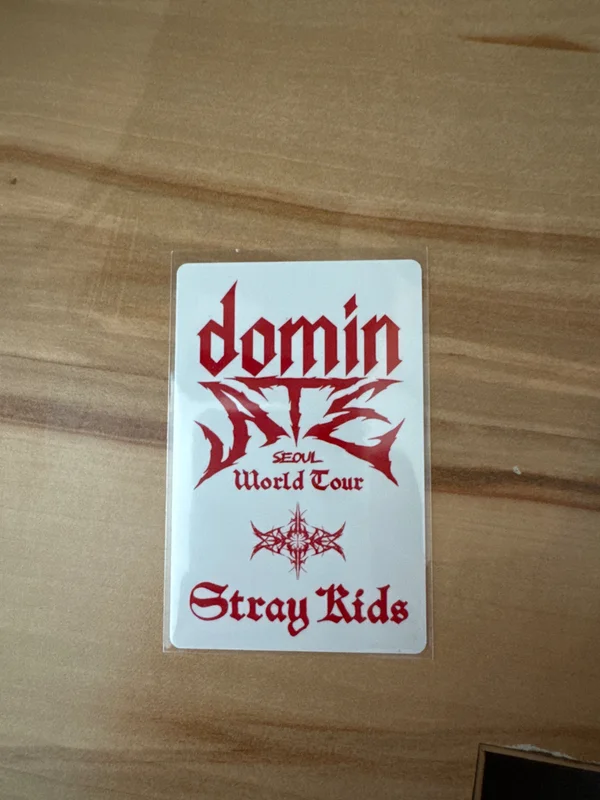 domin
ATE
SEOUL
World Tour
Stray Kids